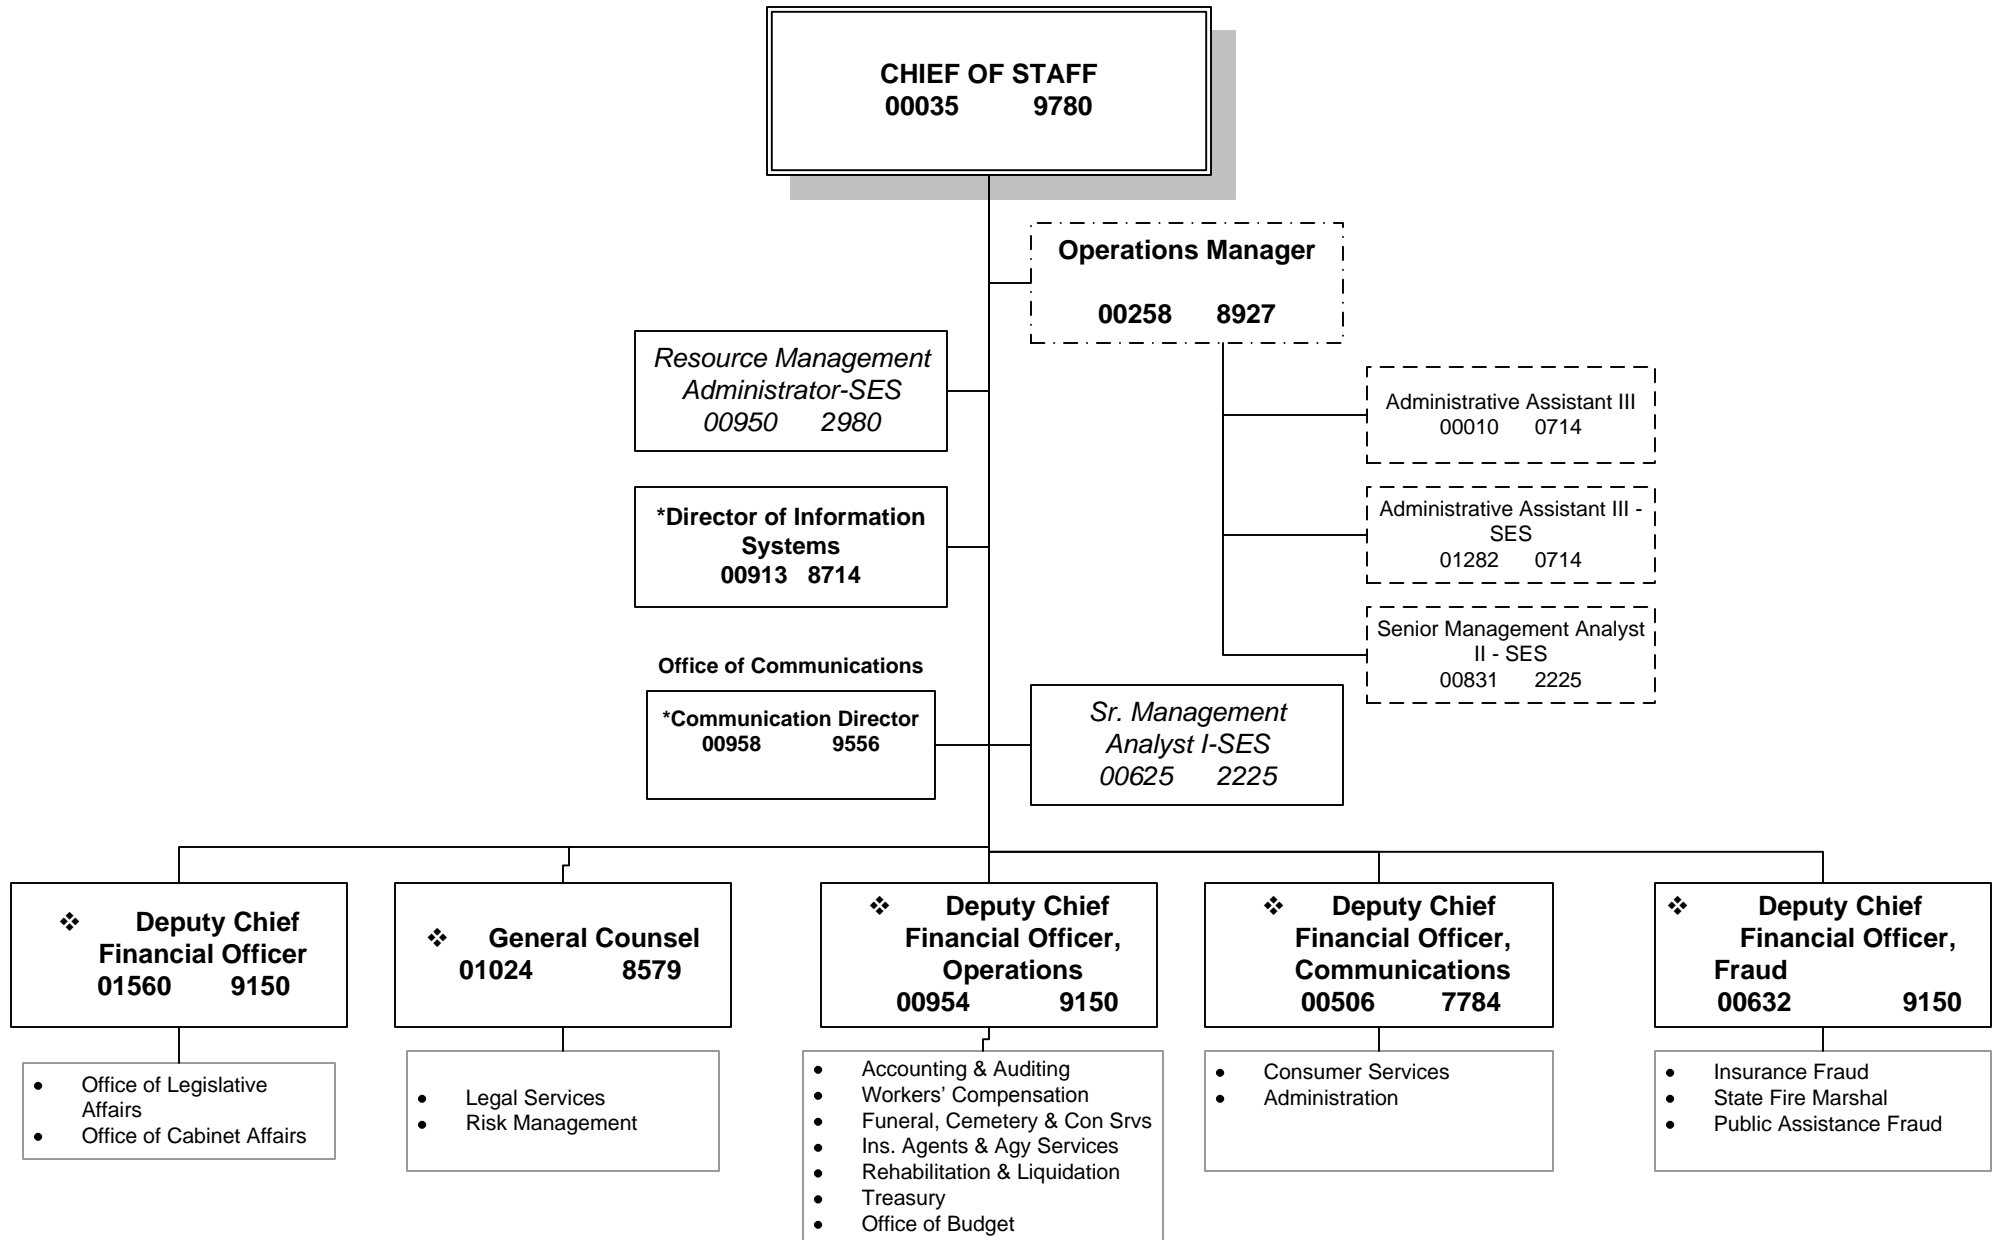 CHIEF OF STAFF
00035 9780
Operations Manager
00258 8927
Resource Management
Administrator-SES
00950 2980
Administrative Assistant III
00010 0714
*Director of Information
Systems
00913 8714
Administrative Assistant III -
SES
01282 0714
Senior Management Analyst
II - SES
00831 2225
Office of Communications
*Communication Director
00958 9556
Sr. Management
Analyst I-SES
00625 2225
❖ Deputy Chief
Financial Officer
01560 9150
❖ General Counsel
01024 8579
❖ Deputy Chief
Financial Officer,
Operations
00954 9150
❖ Deputy Chief
Financial Officer,
Communications
00506 7784
❖ Deputy Chief
Financial Officer,
Fraud
00632 9150
• Office of Legislative
Affairs
• Office of Cabinet Affairs
• Legal Services
• Risk Management
• Accounting & Auditing
• Workers’ Compensation
• Funeral, Cemetery & Con Srvs
• Ins. Agents & Agy Services
• Rehabilitation & Liquidation
• Treasury
• Office of Budget
• Consumer Services
• Administration
• Insurance Fraud
• State Fire Marshal
• Public Assistance Fraud